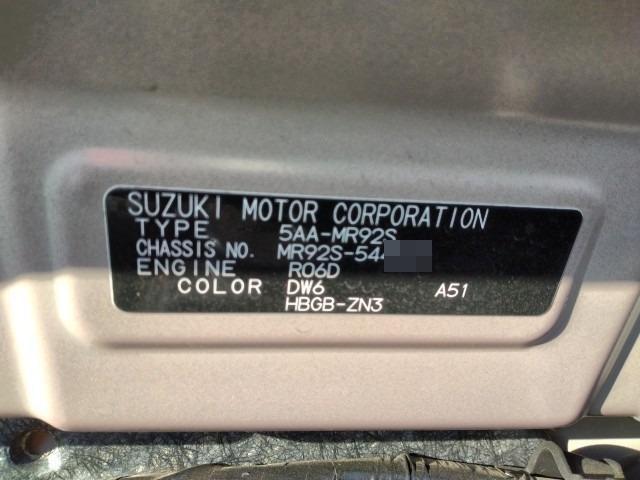 SUZUKI MOTOR CORPORATION
TYPE 5AA-MR92S
CHASSIS NO. MR92S-54
ENGINE R06D
COLOR DW6 A51
HBGB-ZN3